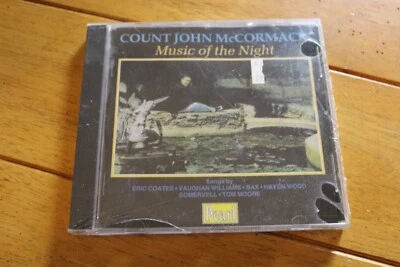 COUNT JOHN McCORMACK
Music of the Night
Songs by
ERIC COATES • VAUGHAN WILLIAMS • BAX • HAYDN WOOD
SOMERVELL • TOM MOORE
Pearl